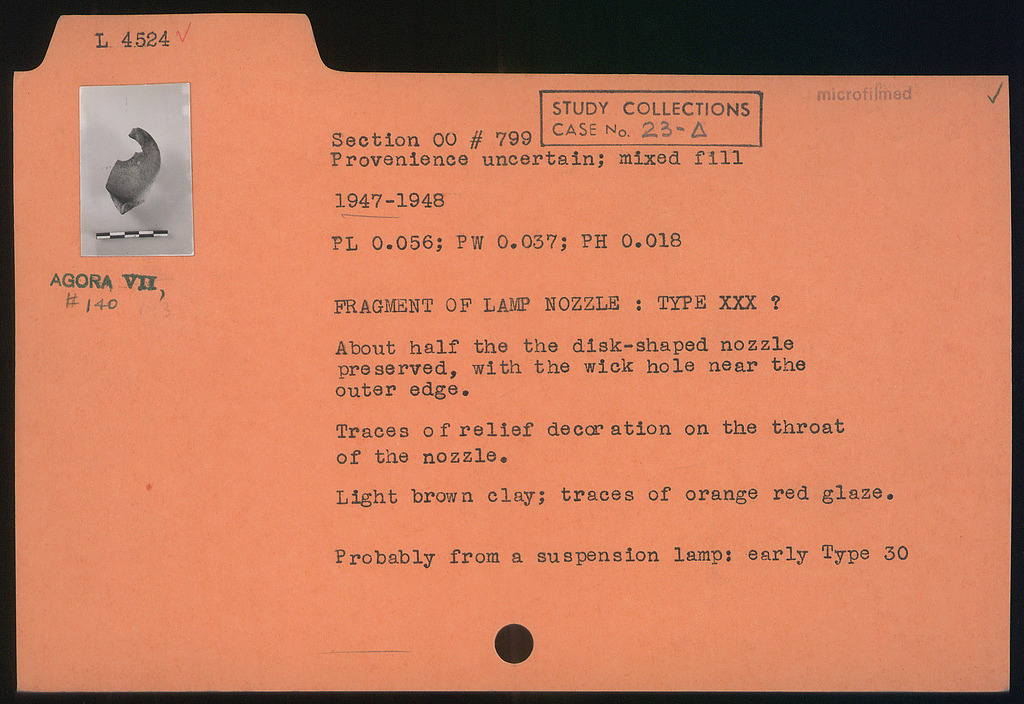 L 4524 ✓
microfilmed ✓
STUDY COLLECTIONS
CASE No. 23-Δ
Section OO # 799
Provenience uncertain; mixed fill
1947-1948
PL 0.056; PW 0.037; PH 0.018
AGORA VII,
# 140
FRAGMENT OF LAMP NOZZLE : TYPE XXX ?
About half the the disk-shaped nozzle
preserved, with the wick hole near the
outer edge.
Traces of relief decoration on the throat
of the nozzle.
Light brown clay; traces of orange red glaze.
Probably from a suspension lamp: early Type 30